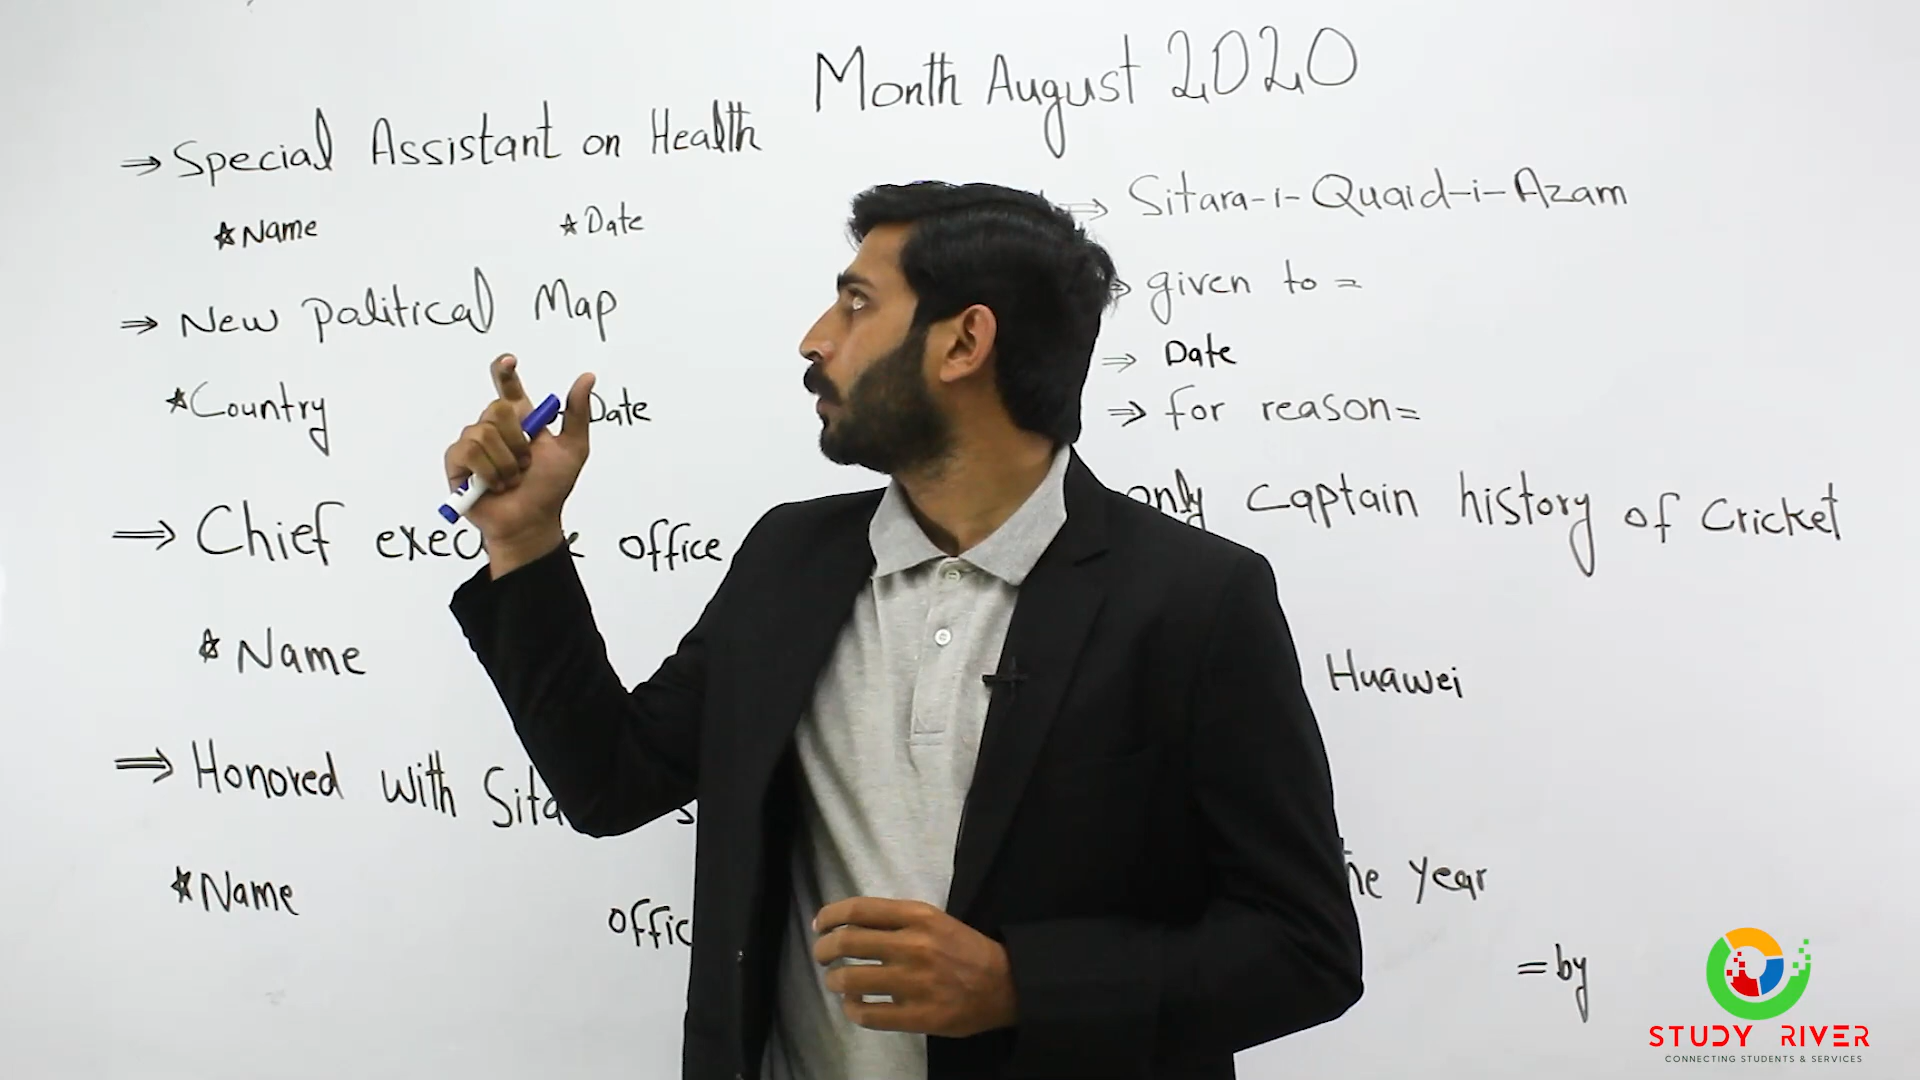 Month August 2020
⇒ Special Assistant on Health
*Name *Date
⇒ New political Map
*Country Date
⇒ Chief office
*Name
⇒ Honored with
*Name
⇒ Sitara-i-Quaid-i-Azam
⇒ given to =
⇒ Date
⇒ for reason=
only Captain history of Cricket
Huawei
year
=by
STUDY RIVER
CONNECTING STUDENTS & SERVICES